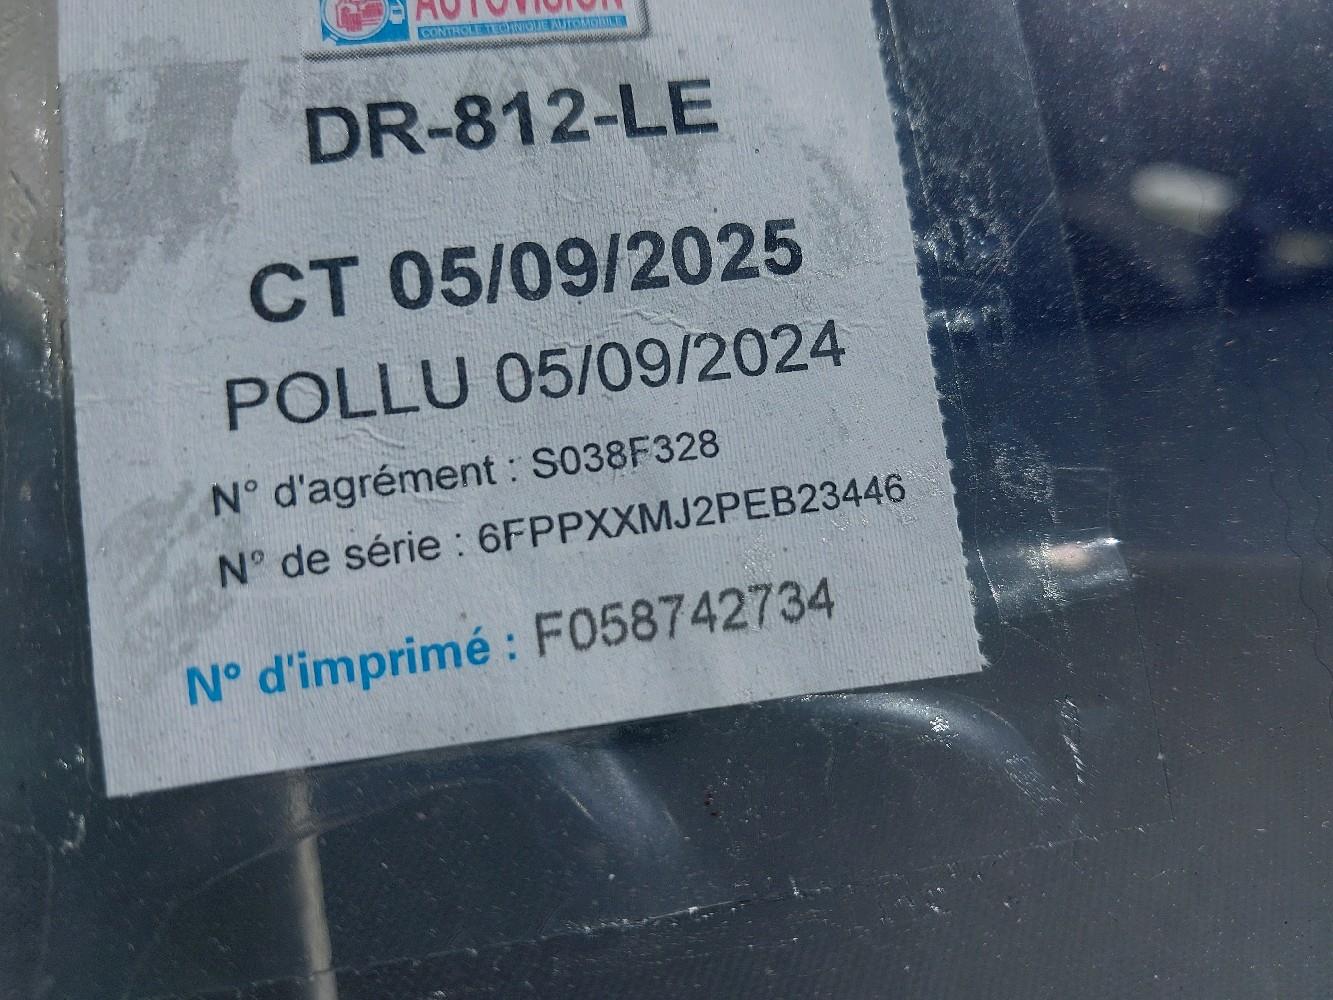 AUTOVISION
CONTROLE TECHNIQUE AUTOMOBILE
DR-812-LE
CT 05/09/2025
POLLU 05/09/2024
N° d'agrément : S038F328
N° de série : 6FPPXXMJ2PEB23446
N° d'imprimé : F058742734